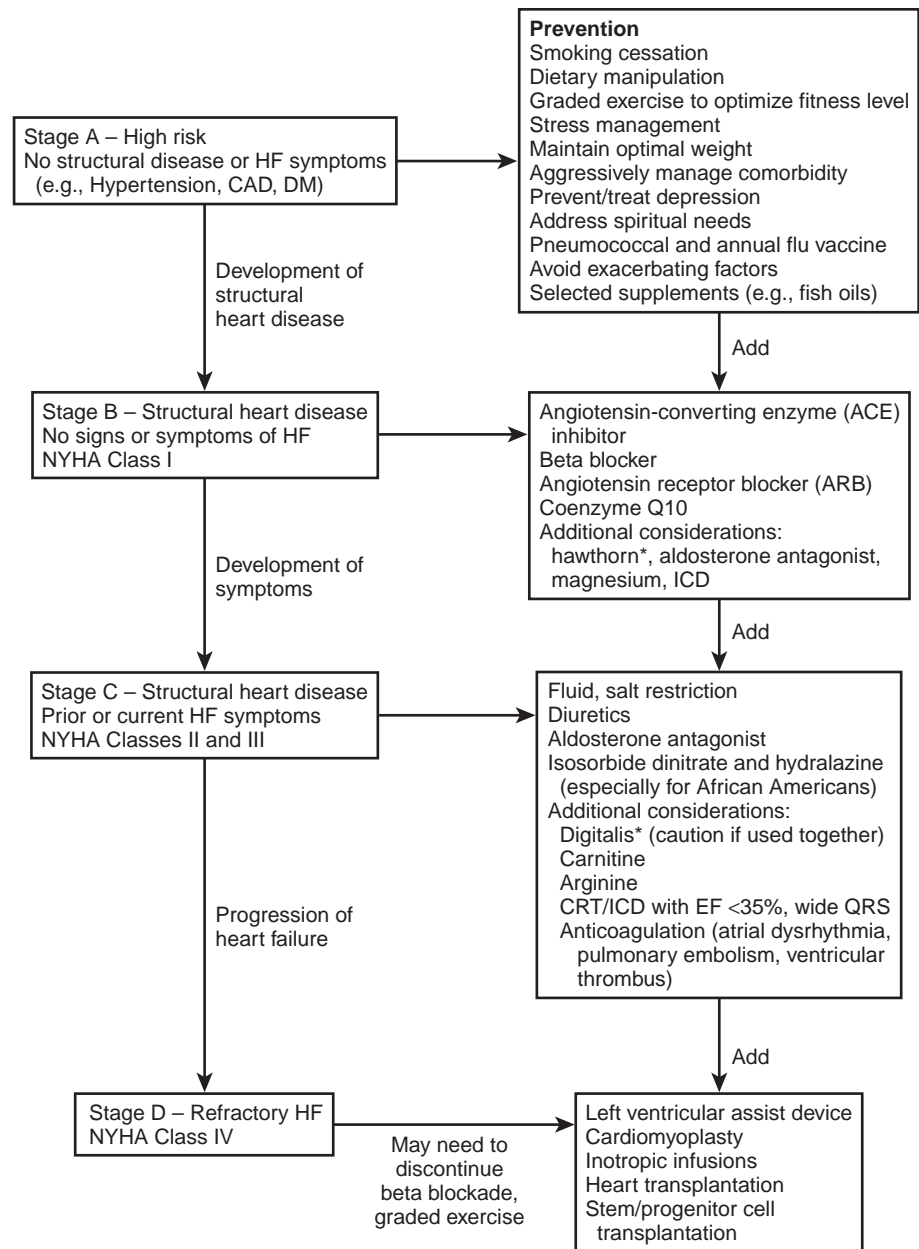 Prevention
Smoking cessation
Dietary manipulation
Graded exercise to optimize fitness level
Stress management
Maintain optimal weight
Aggressively manage comorbidity
Prevent/treat depression
Address spiritual needs
Pneumococcal and annual flu vaccine
Avoid exacerbating factors
Selected supplements (e.g., fish oils)
Stage A – High risk
No structural disease or HF symptoms
(e.g., Hypertension, CAD, DM)
Development of
structural
heart disease
Add
Stage B – Structural heart disease
No signs or symptoms of HF
NYHA Class I
Angiotensin-converting enzyme (ACE)
inhibitor
Beta blocker
Angiotensin receptor blocker (ARB)
Coenzyme Q10
Additional considerations:
hawthorn*, aldosterone antagonist,
magnesium, ICD
Development of
symptoms
Add
Stage C – Structural heart disease
Prior or current HF symptoms
NYHA Classes II and III
Fluid, salt restriction
Diuretics
Aldosterone antagonist
Isosorbide dinitrate and hydralazine
(especially for African Americans)
Additional considerations:
Digitalis* (caution if used together)
Carnitine
Arginine
CRT/ICD with EF <35%, wide QRS
Anticoagulation (atrial dysrhythmia,
pulmonary embolism, ventricular
thrombus)
Progression of
heart failure
Add
Stage D – Refractory HF
NYHA Class IV
May need to
discontinue
beta blockade,
graded exercise
Left ventricular assist device
Cardiomyoplasty
Inotropic infusions
Heart transplantation
Stem/progenitor cell
transplantation